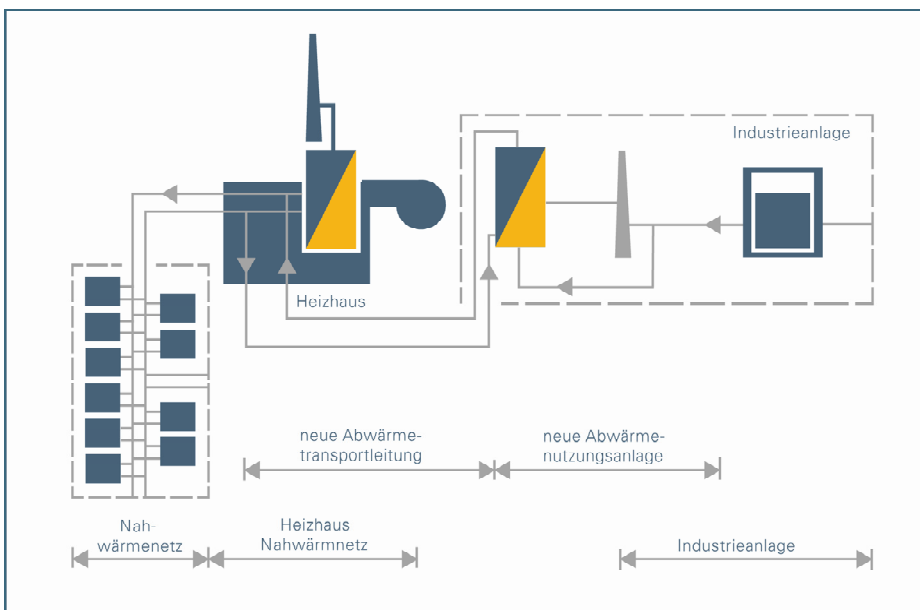 Industrieanlage
Heizhaus
neue Abwärme-
transportleitung
neue Abwärme-
nutzungsanlage
Nah-
wärmenetz
Heizhaus
Nahwärmnetz
Industrieanlage